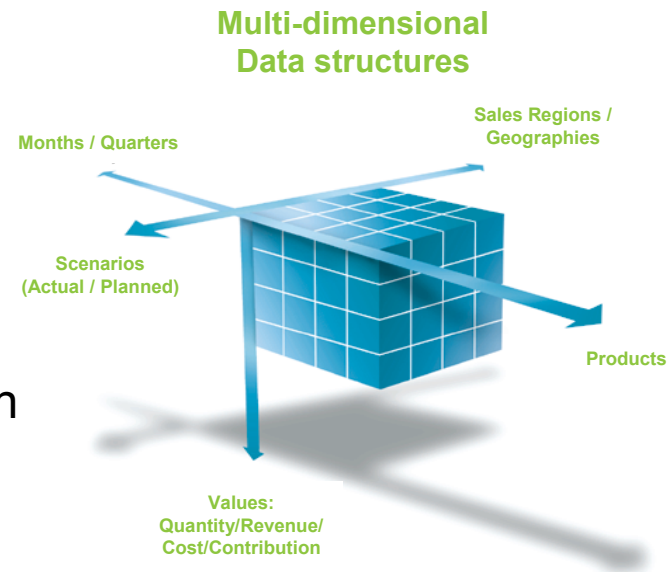 Multi-dimensional
Data structures
Sales Regions /
Geographies
Months / Quarters
Scenarios
(Actual / Planned)
Products
n
Values:
Quantity/Revenue/
Cost/Contribution